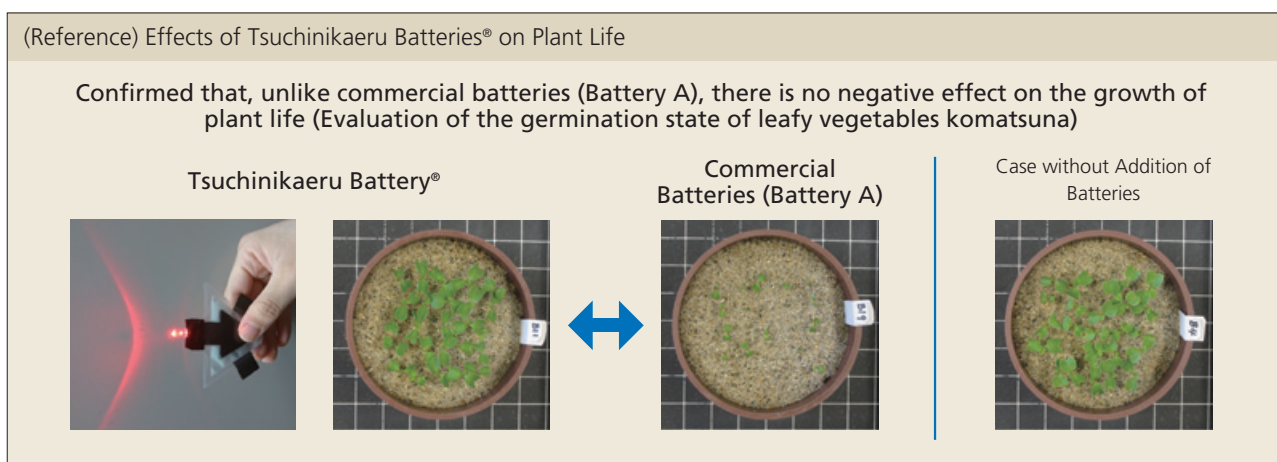 (Reference) Effects of Tsuchinikaeru Batteries® on Plant Life
Confirmed that, unlike commercial batteries (Battery A), there is no negative effect on the growth of
plant life (Evaluation of the germination state of leafy vegetables komatsuna)
Tsuchinikaeru Battery®
Commercial
Batteries (Battery A)
Case without Addition of
Batteries